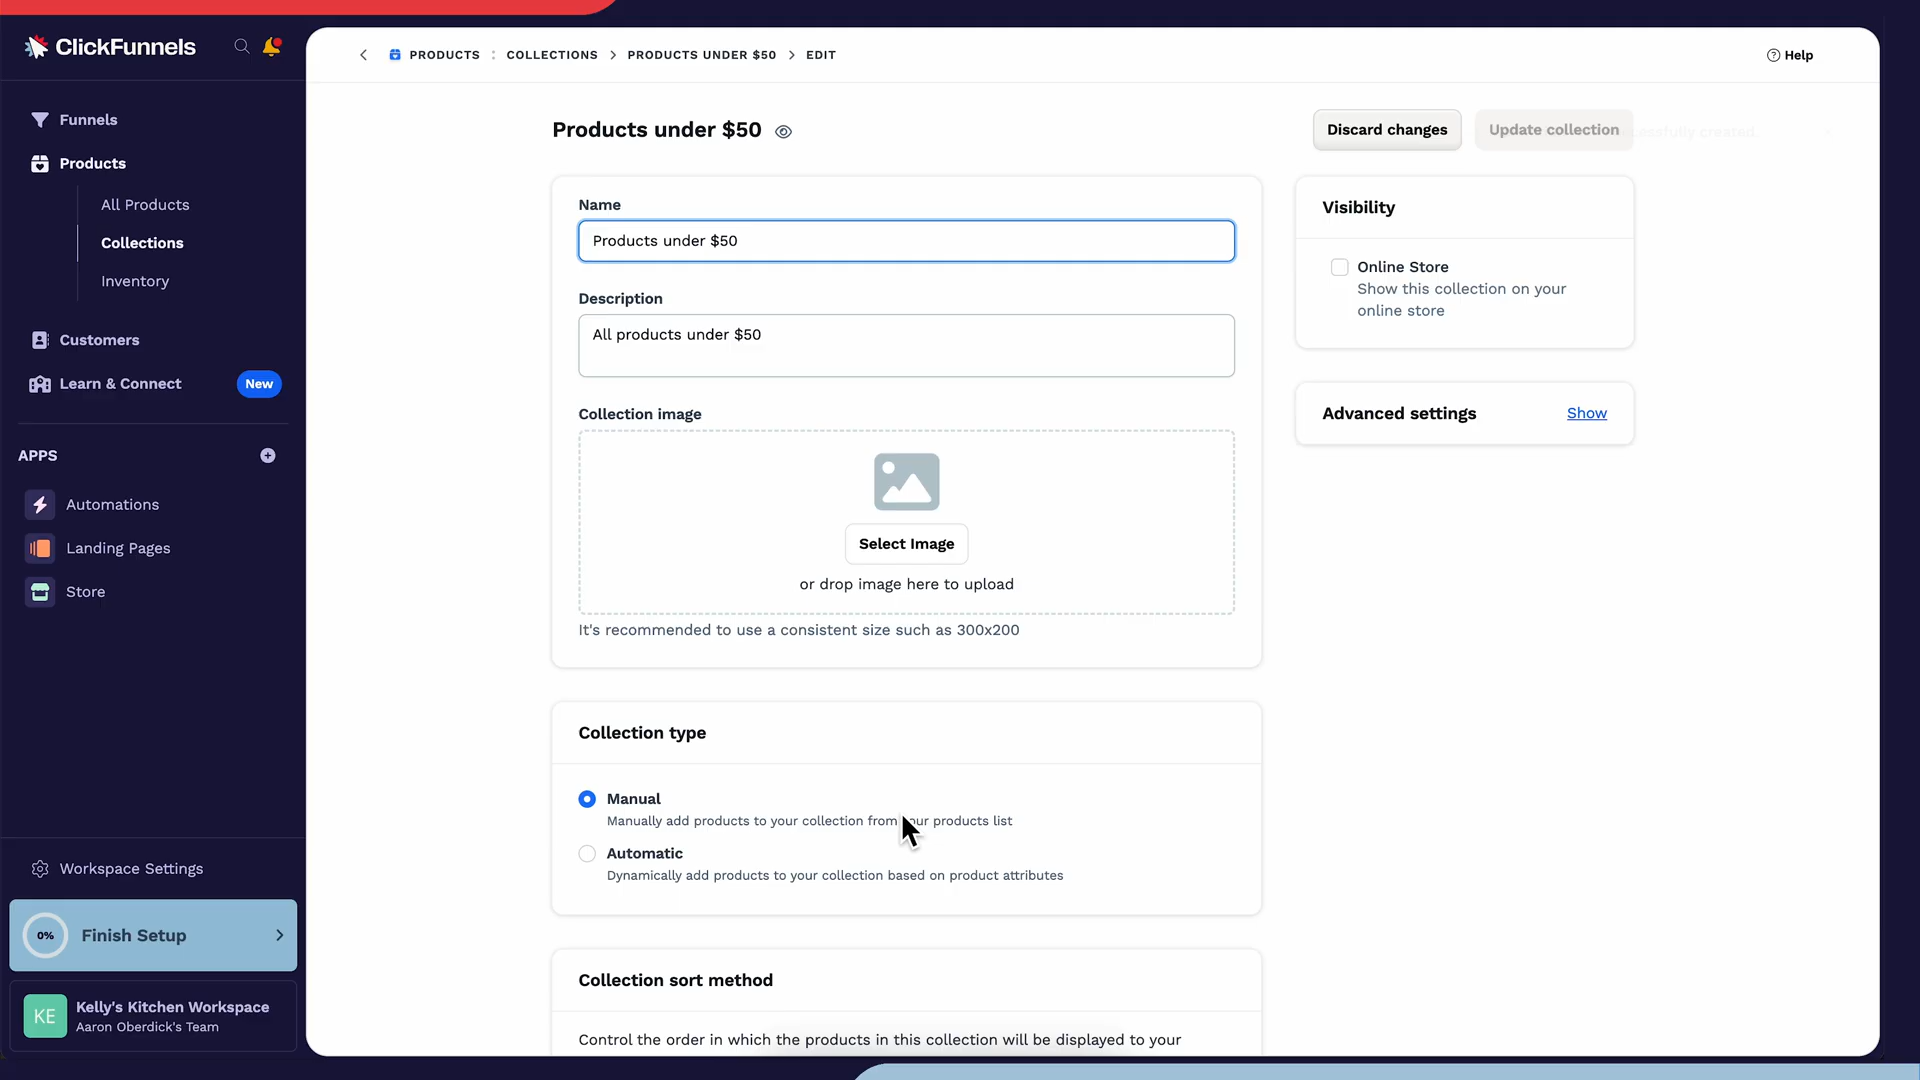 ClickFunnels
PRODUCTS : COLLECTIONS > PRODUCTS UNDER $50 > EDIT
Help
Funnels
Products
All Products
Collections
Inventory
Customers
Learn & Connect
New
APPS
Automations
Landing Pages
Store
Workspace Settings
0%
Finish Setup
KE
Kelly's Kitchen Workspace
Aaron Oberdick's Team
Products under $50
Discard changes
Update collection
Name
Products under $50
Description
All products under $50
Collection image
Select Image
or drop image here to upload
It's recommended to use a consistent size such as 300x200
Collection type
Manual
Manually add products to your collection from your products list
Automatic
Dynamically add products to your collection based on product attributes
Collection sort method
Control the order in which the products in this collection will be displayed to your
Visibility
Online Store
Show this collection on your
online store
Advanced settings
Show